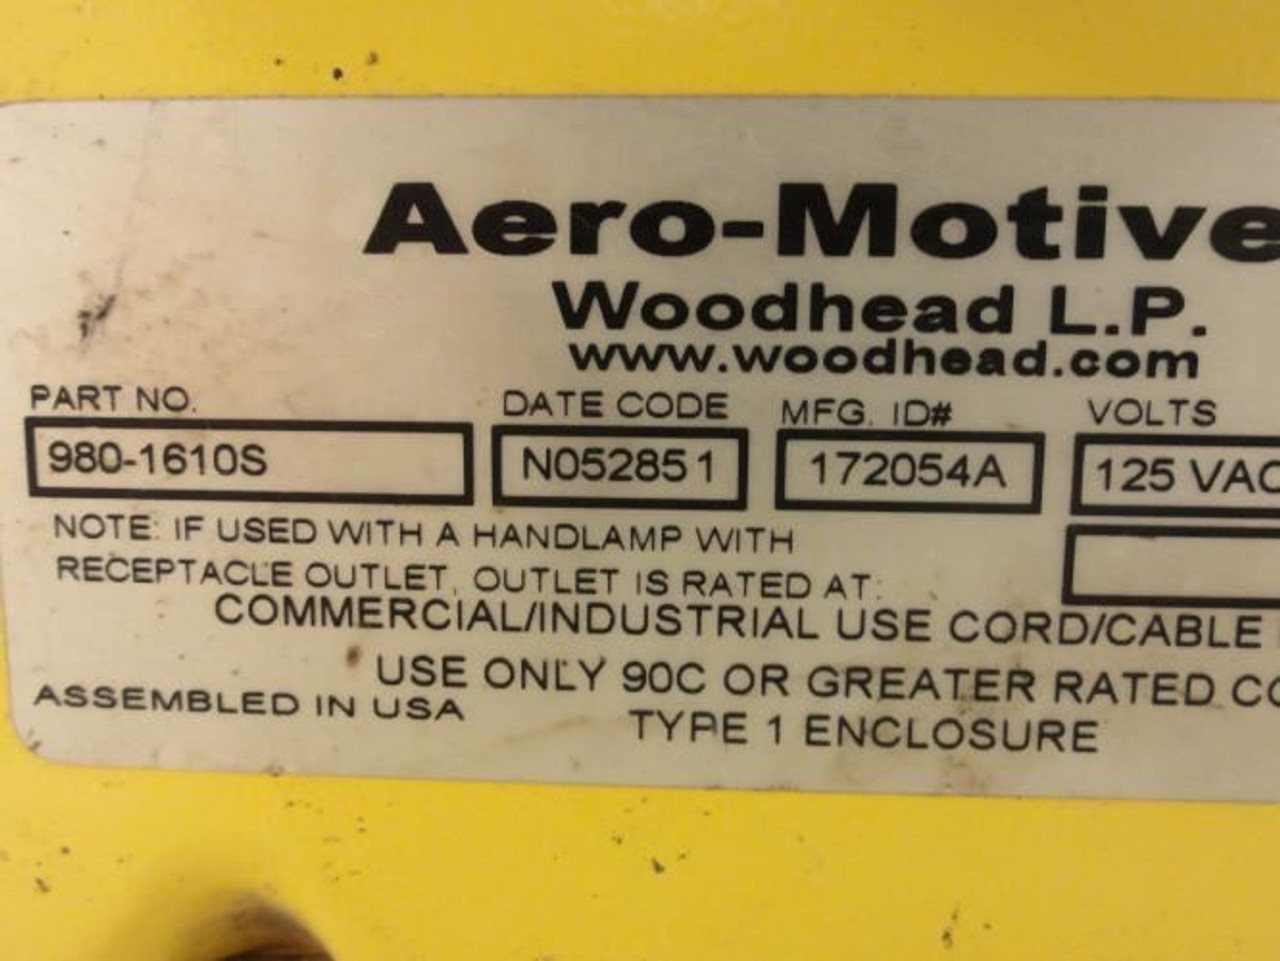 Aero-Motive
Woodhead L.P.
www.woodhead.com
PART NO. DATE CODE MFG. ID# VOLTS
980-1610S N052851 172054A 125 VAC
NOTE: IF USED WITH A HANDLAMP WITH
RECEPTACLE OUTLET, OUTLET IS RATED AT:
COMMERCIAL/INDUSTRIAL USE CORD/CABLE
USE ONLY 90C OR GREATER RATED
ASSEMBLED IN USA
TYPE 1 ENCLOSURE